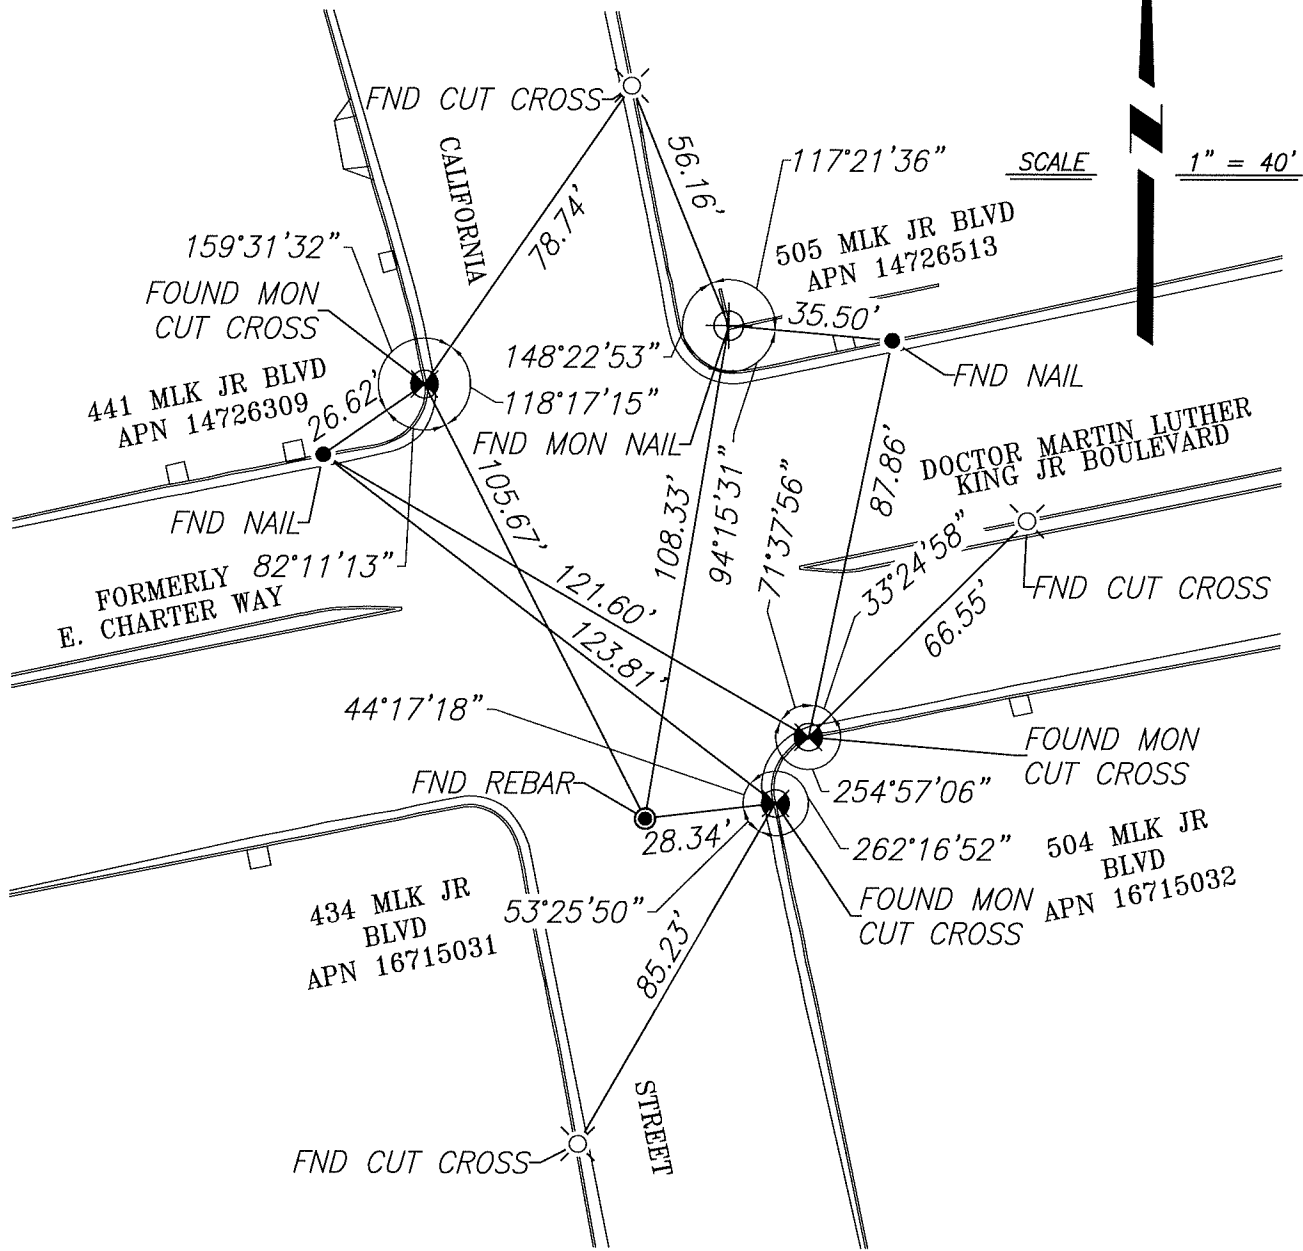 FND CUT CROSS
CALIFORNIA
56.16'
117°21'36"
SCALE
1" = 40'
78.74'
159°31'32"
505 MLK JR BLVD
APN 14726513
FOUND MON
CUT CROSS
35.50'
148°22'53"
118°17'15"
FND NAIL
441 MLK JR BLVD
APN 14726309
26.62'
FND MON NAIL
DOCTOR MARTIN LUTHER
KING JR BOULEVARD
105.67'
87.86'
FND NAIL
108.33'
94°15'31"
71°37'56"
33°24'58"
82°11'13"
FORMERLY
E. CHARTER WAY
121.60'
123.81'
66.55'
FND CUT CROSS
44°17'18"
FOUND MON
CUT CROSS
FND REBAR
254°57'06"
28.34'
262°16'52"
504 MLK JR
BLVD
APN 16715032
434 MLK JR
BLVD
APN 16715031
53°25'50"
FOUND MON
CUT CROSS
85.23'
STREET
FND CUT CROSS